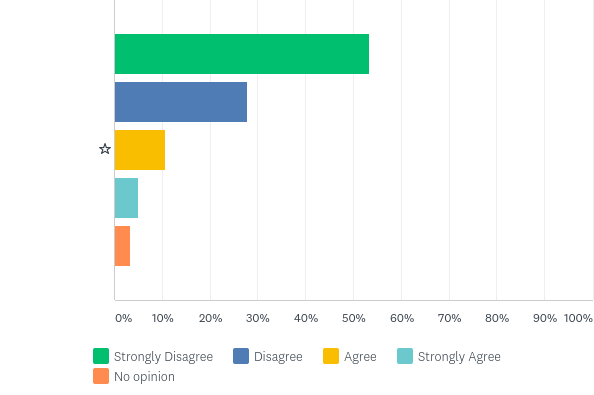 ☆
0% 10% 20% 30% 40% 50% 60% 70% 80% 90% 100%
Strongly Disagree Disagree Agree Strongly Agree
No opinion